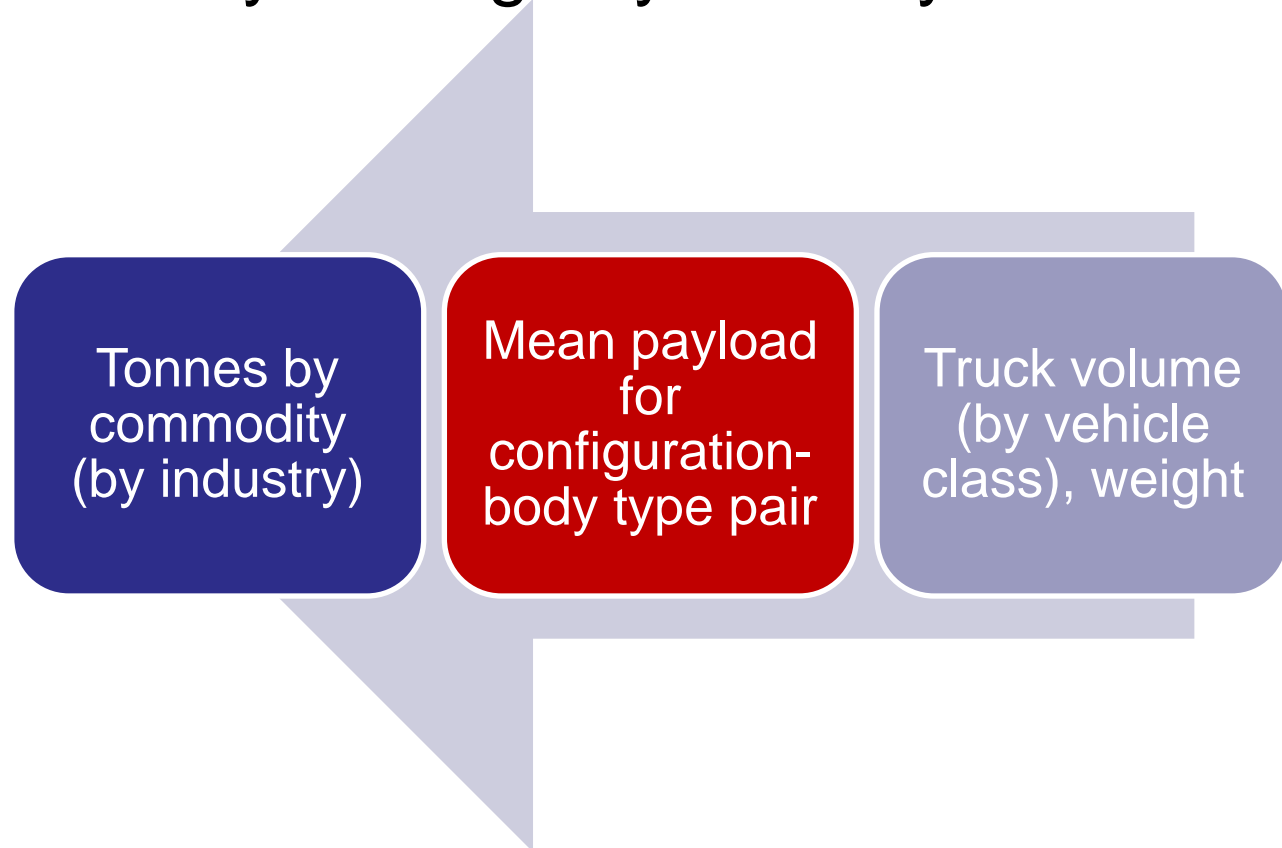 Tonnes by
commodity
(by industry)
Mean payload
for
configuration-
body type pair
Truck volume
(by vehicle
class), weight